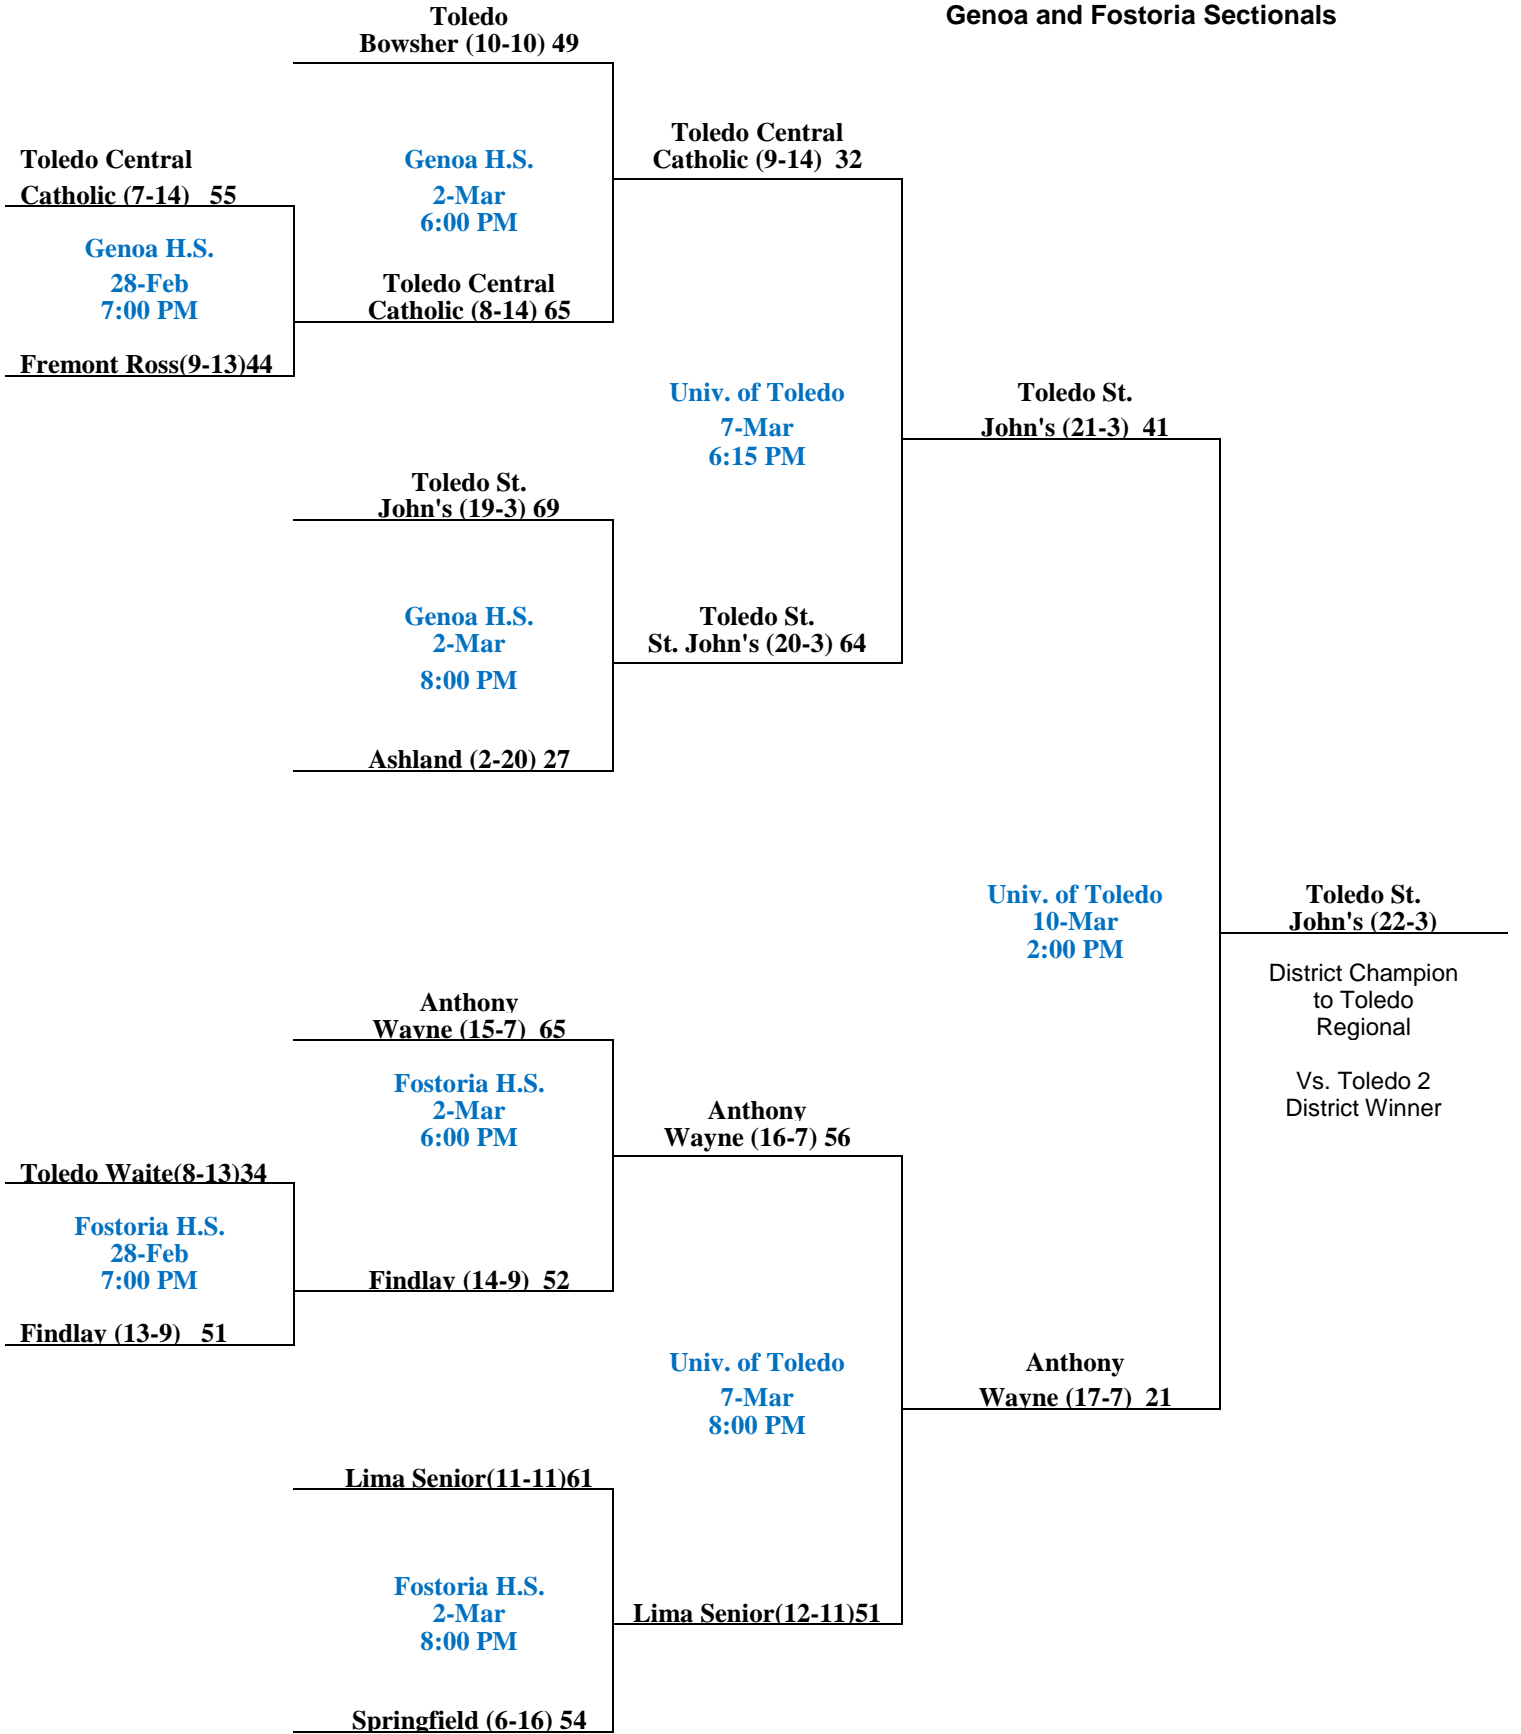 Genoa and Fostoria Sectionals
Toledo
Bowsher (10-10) 49
Toledo Central
Catholic (7-14) 55
Genoa H.S.
28-Feb
7:00 PM
Fremont Ross(9-13)44
Genoa H.S.
2-Mar
6:00 PM
Toledo Central
Catholic (8-14) 65
Toledo Central
Catholic (9-14) 32
Univ. of Toledo
7-Mar
6:15 PM
Toledo St.
John's (21-3) 41
Toledo St.
John's (19-3) 69
Genoa H.S.
2-Mar
8:00 PM
Toledo St.
St. John's (20-3) 64
Ashland (2-20) 27
Univ. of Toledo
10-Mar
2:00 PM
Toledo St.
John's (22-3)
District Champion
to Toledo
Regional
Vs. Toledo 2
District Winner
Anthony
Wayne (15-7) 65
Fostoria H.S.
2-Mar
6:00 PM
Anthony
Wayne (16-7) 56
Toledo Waite(8-13)34
Fostoria H.S.
28-Feb
7:00 PM
Findlay (13-9) 51
Findlay (14-9) 52
Univ. of Toledo
7-Mar
8:00 PM
Anthony
Wayne (17-7) 21
Lima Senior(11-11)61
Fostoria H.S.
2-Mar
8:00 PM
Lima Senior(12-11)51
Springfield (6-16) 54